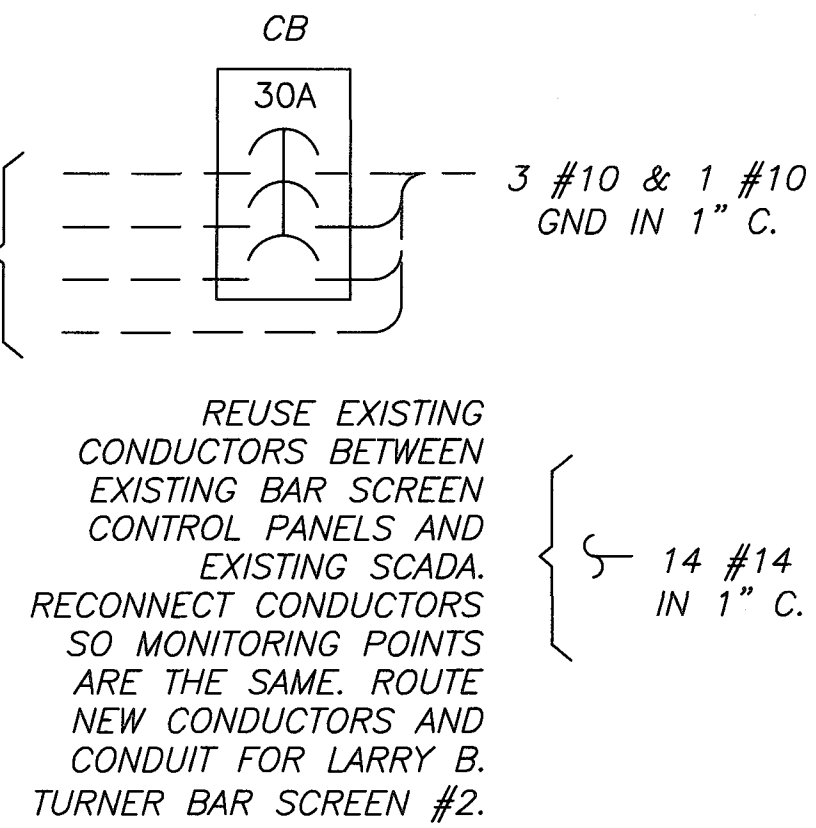 CB
30A
3 #10 & 1 #10
GND IN 1" C.
REUSE EXISTING
CONDUCTORS BETWEEN
EXISTING BAR SCREEN
CONTROL PANELS AND
EXISTING SCADA.
RECONNECT CONDUCTORS
SO MONITORING POINTS
ARE THE SAME. ROUTE
NEW CONDUCTORS AND
CONDUIT FOR LARRY B.
TURNER BAR SCREEN #2.
14 #14
IN 1" C.